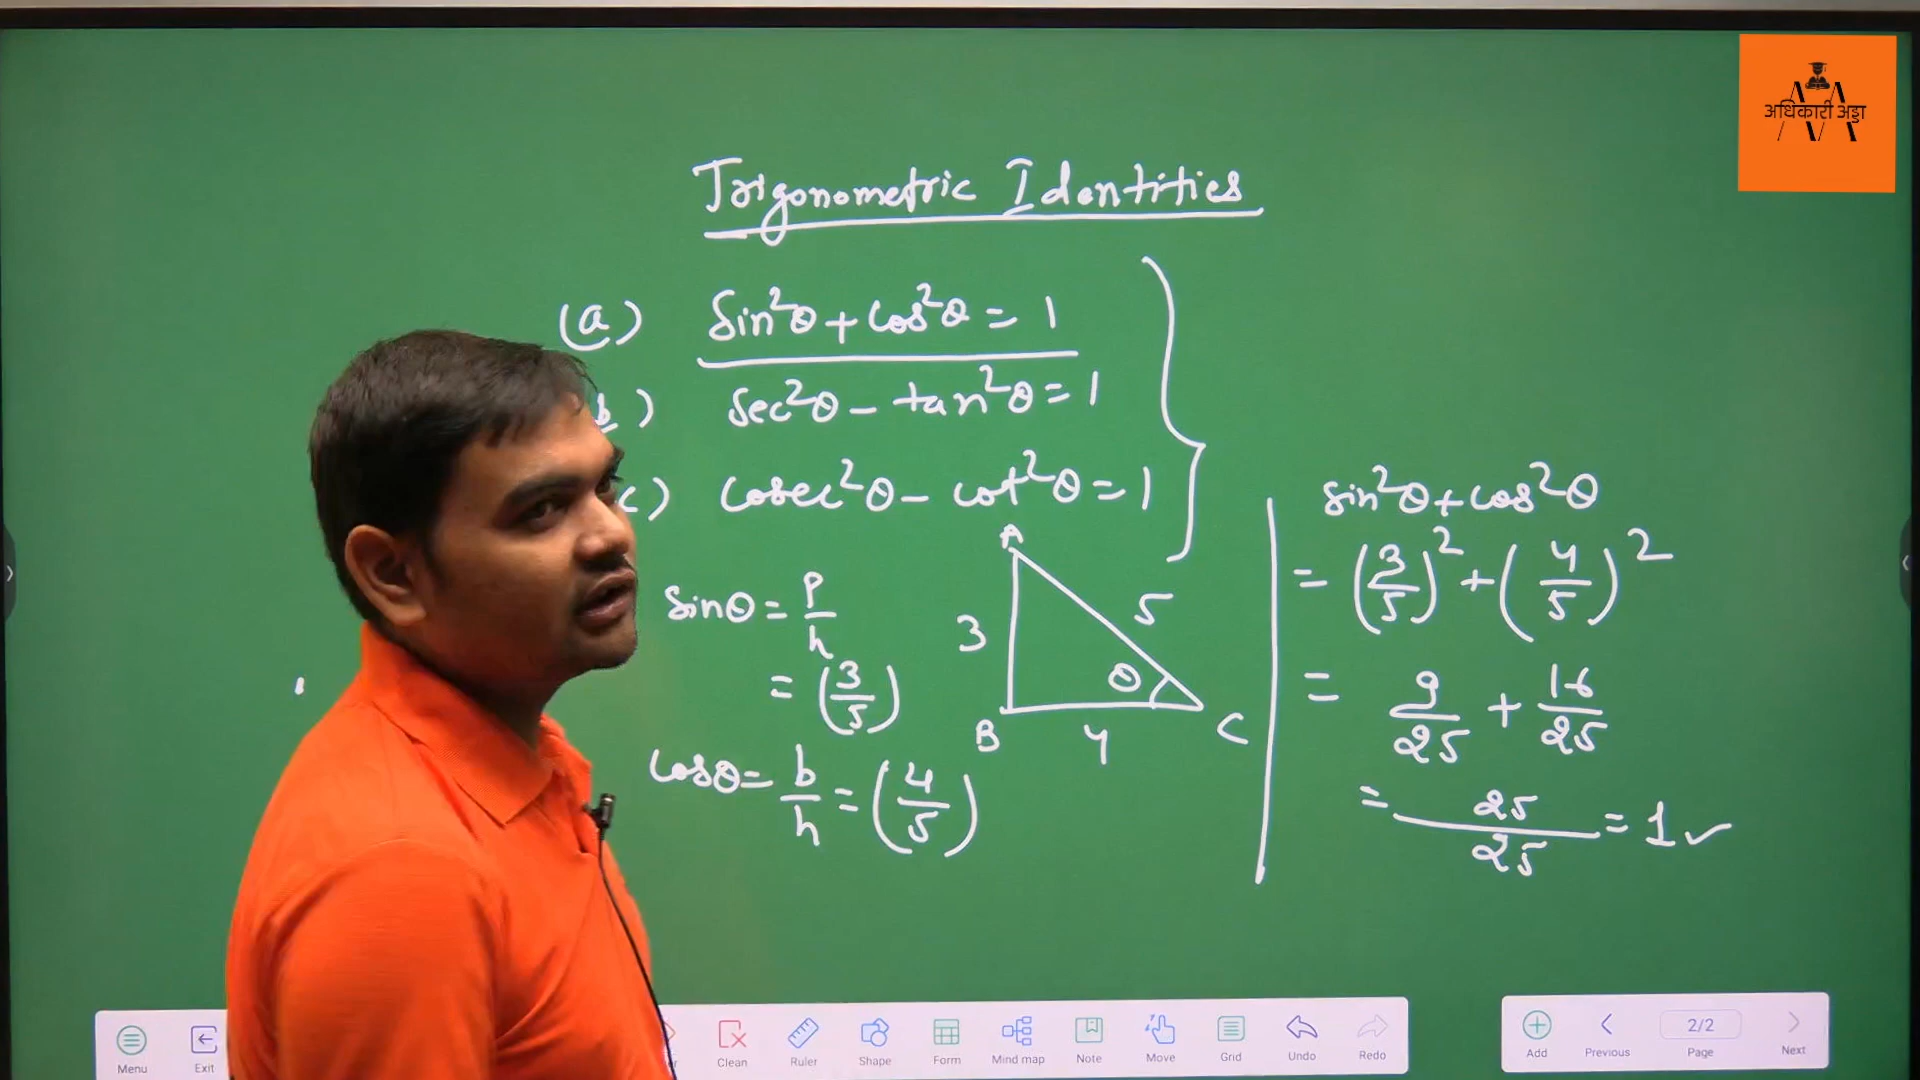 अधिकारी अड्डा
Trigonometric Identities
(a) Sin²θ + Cos²θ = 1
b) Sec²θ - tan²θ = 1
c) Cosec²θ - cot²θ = 1
A
3
5
θ
B
4
C
Sinθ = P/h
= (3/5)
Cosθ = b/h = (4/5)
Sin²θ + Cos²θ
= (3/5)² + (4/5)²
= 9/25 + 16/25
= 25/25 = 1 ✓
Menu
Exit
Clean
Ruler
Shape
Form
Mind map
Note
Move
Grid
Undo
Redo
Add
Previous
2/2
Page
Next